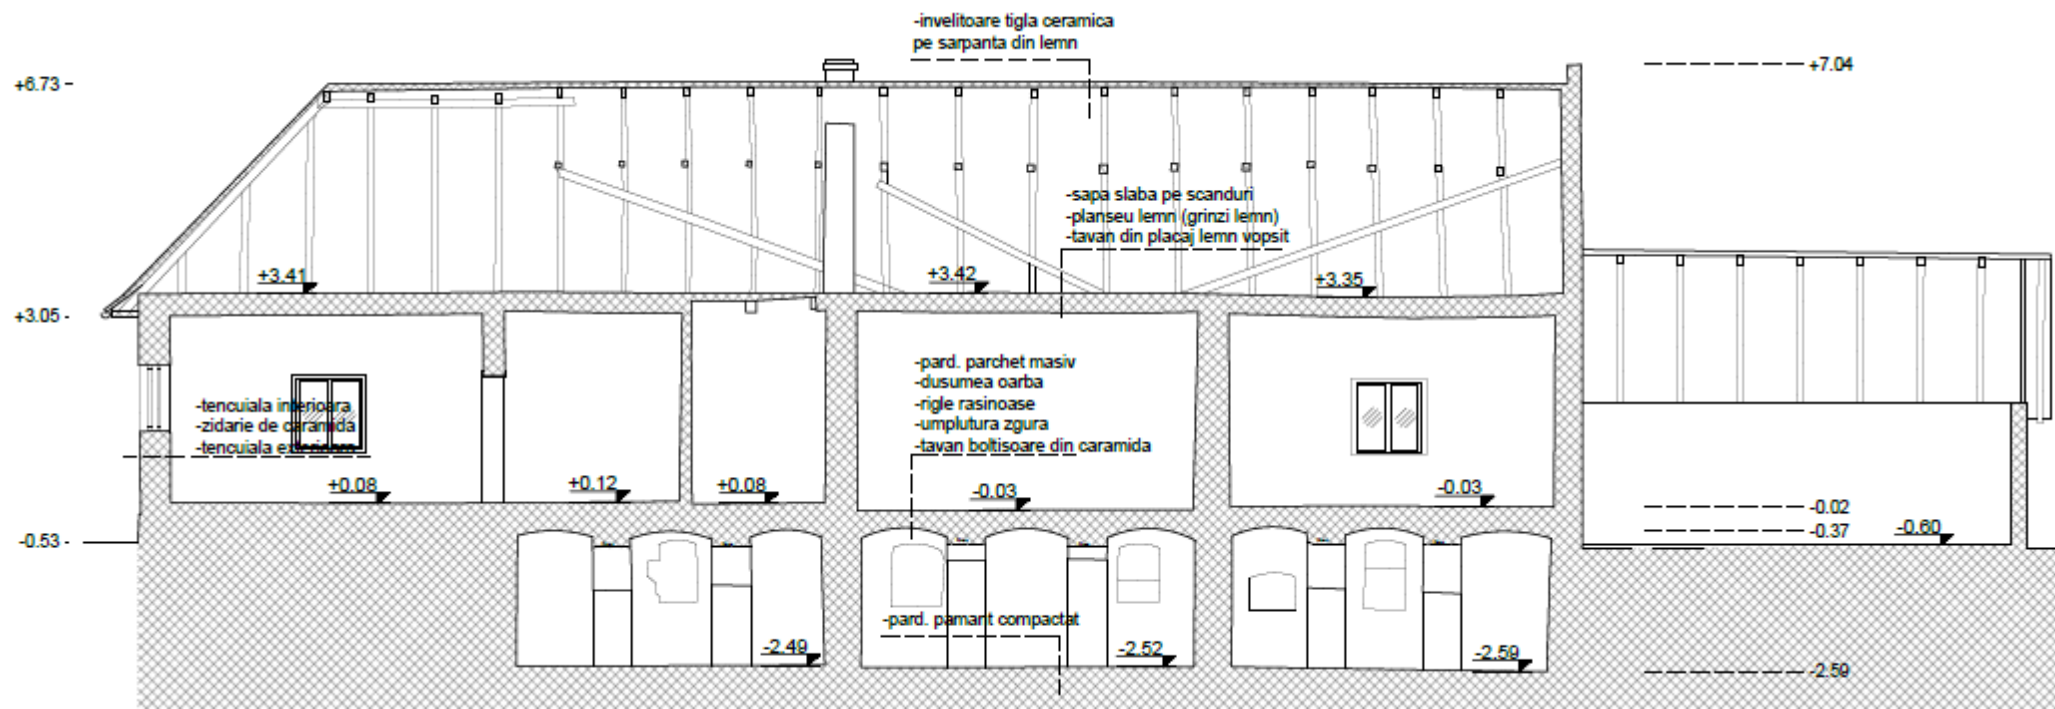 -invelitoare tigla ceramica
pe sarpanta din lemn
+7.04
+6.73
-sapa slaba pe scanduri
-planseu lemn (grinzi lemn)
-tavan din placaj lemn vopsit
+3.41
+3.42
+3.35
+3.05
-pard. parchet masiv
-dusumea oarba
-rigle rasinoase
-umplutura zgura
-tavan boltisoare din caramida
-tencuiala interioara
-zidarie de caramida
-tencuiala exterioara
+0.08
+0.12
+0.08
-0.03
-0.03
-0.02
-0.37
-0.60
-0.53
-pard. pamant compactat
-2.49
-2.52
-2.59
-2.59